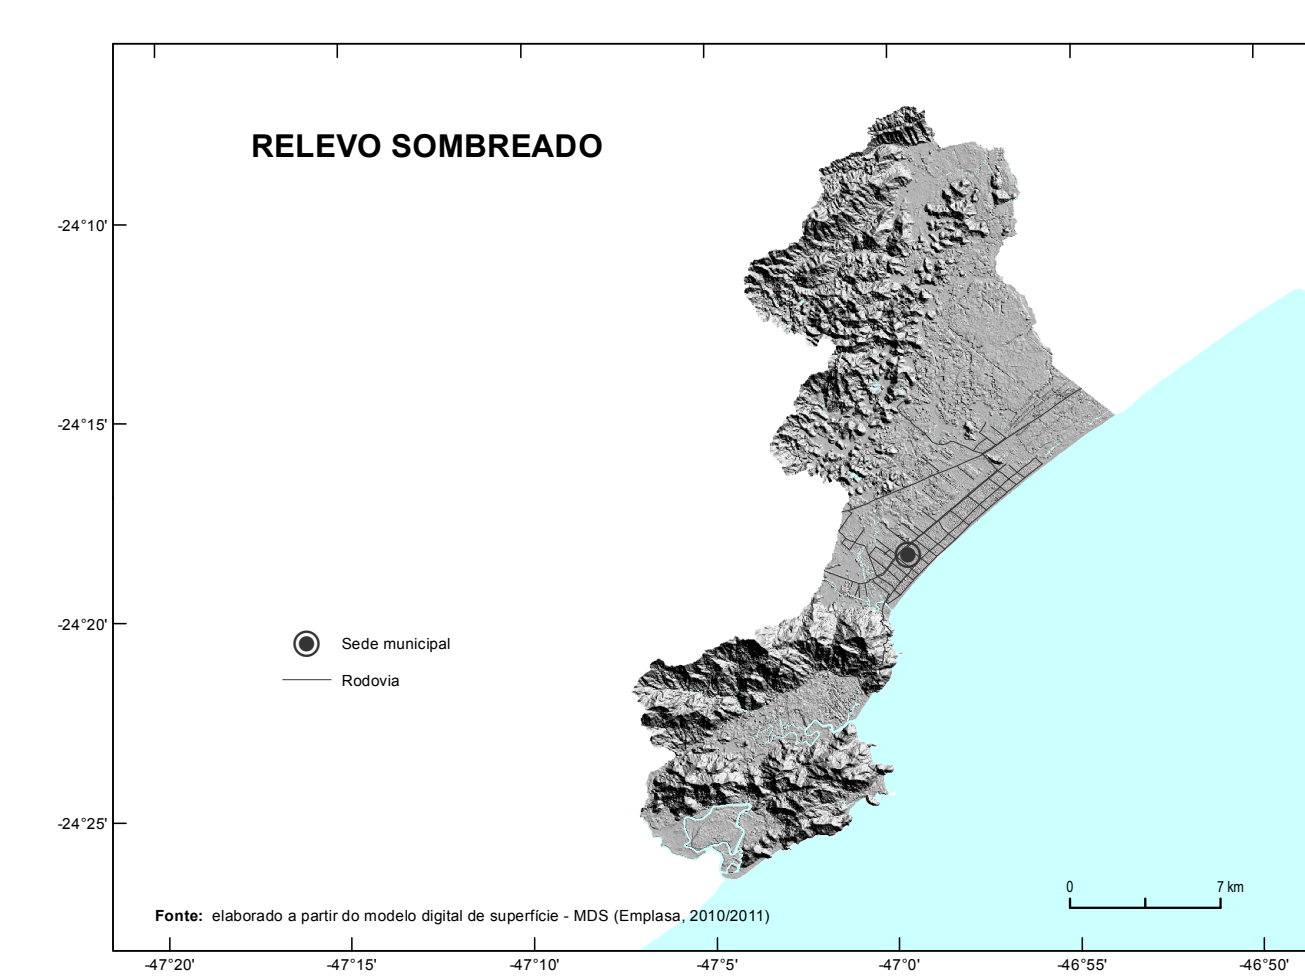 RELEVO SOMBREADO
-24°10'
-24°15'
-24°20'
-24°25'
Sede municipal
Rodovia
0 7 km
Fonte: elaborado a partir do modelo digital de superfície - MDS (Emplasa, 2010/2011)
-47°20' -47°15' -47°10' -47°5' -47°0' -46°55' -46°50'